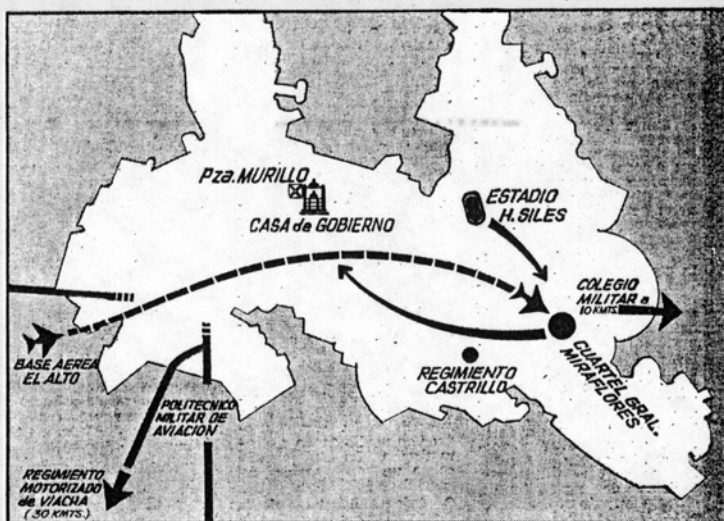 Pza. MURILLO
CASA de GOBIERNO
ESTADIO
H. SILES
COLEGIO
MILITAR a
10 KMTS.
BASE AEREA
EL ALTO
POLITECNICO
MILITAR DE
AVIACION
REGIMIENTO
CASTRILLO
CUARTEL GRAL.
MIRAFLORES
REGIMIENTO
MOTORIZADO
de VIACHA
(30 KMTS.)